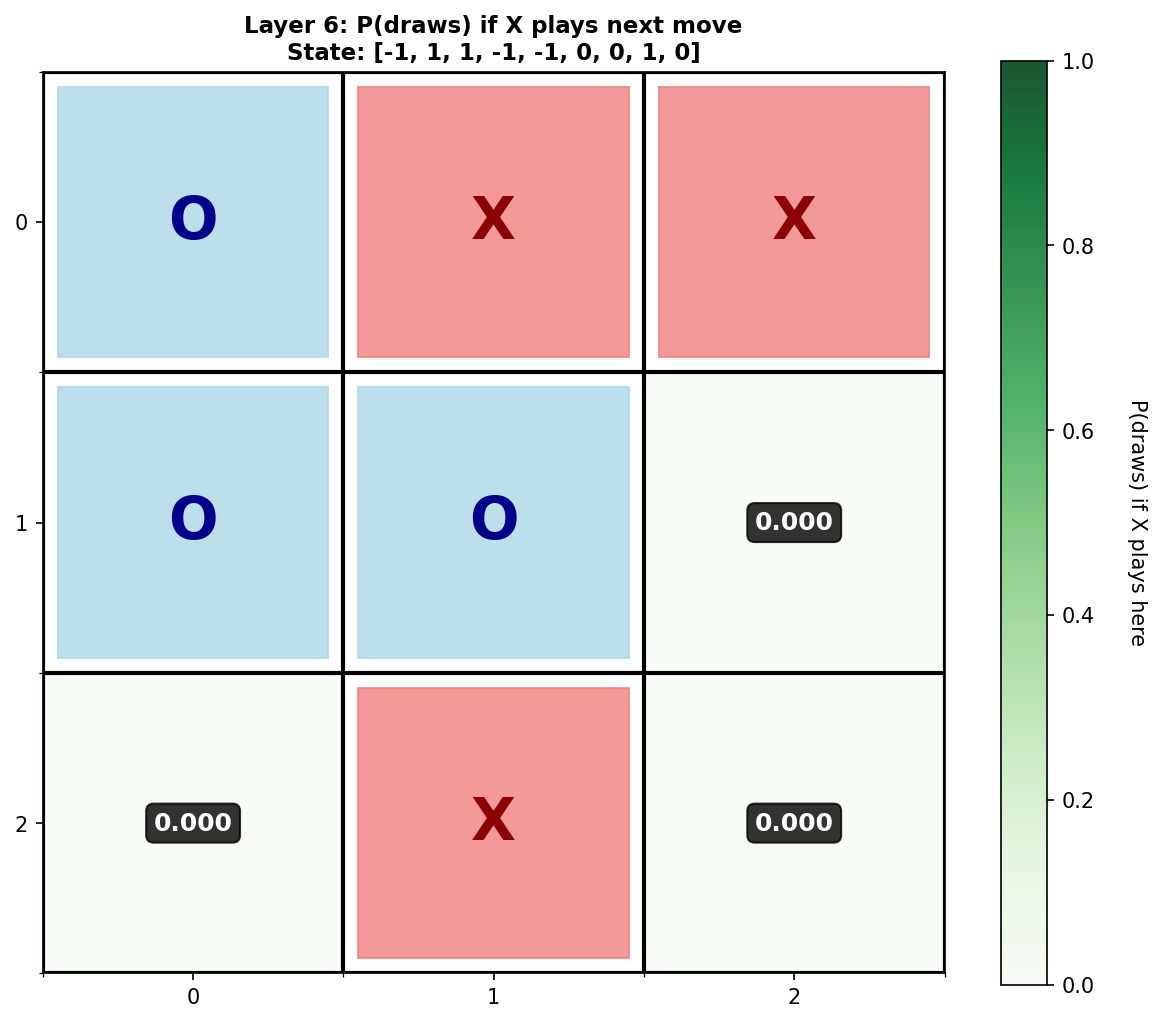 Layer 6: P(draws) if X plays next move
State: [-1, 1, 1, -1, -1, 0, 0, 1, 0]
0
O
X
X
1
O
O
0.000
2
0.000
X
0.000
0
1
2
1.0
0.8
0.6
0.4
0.2
0.0
P(draws) if X plays here